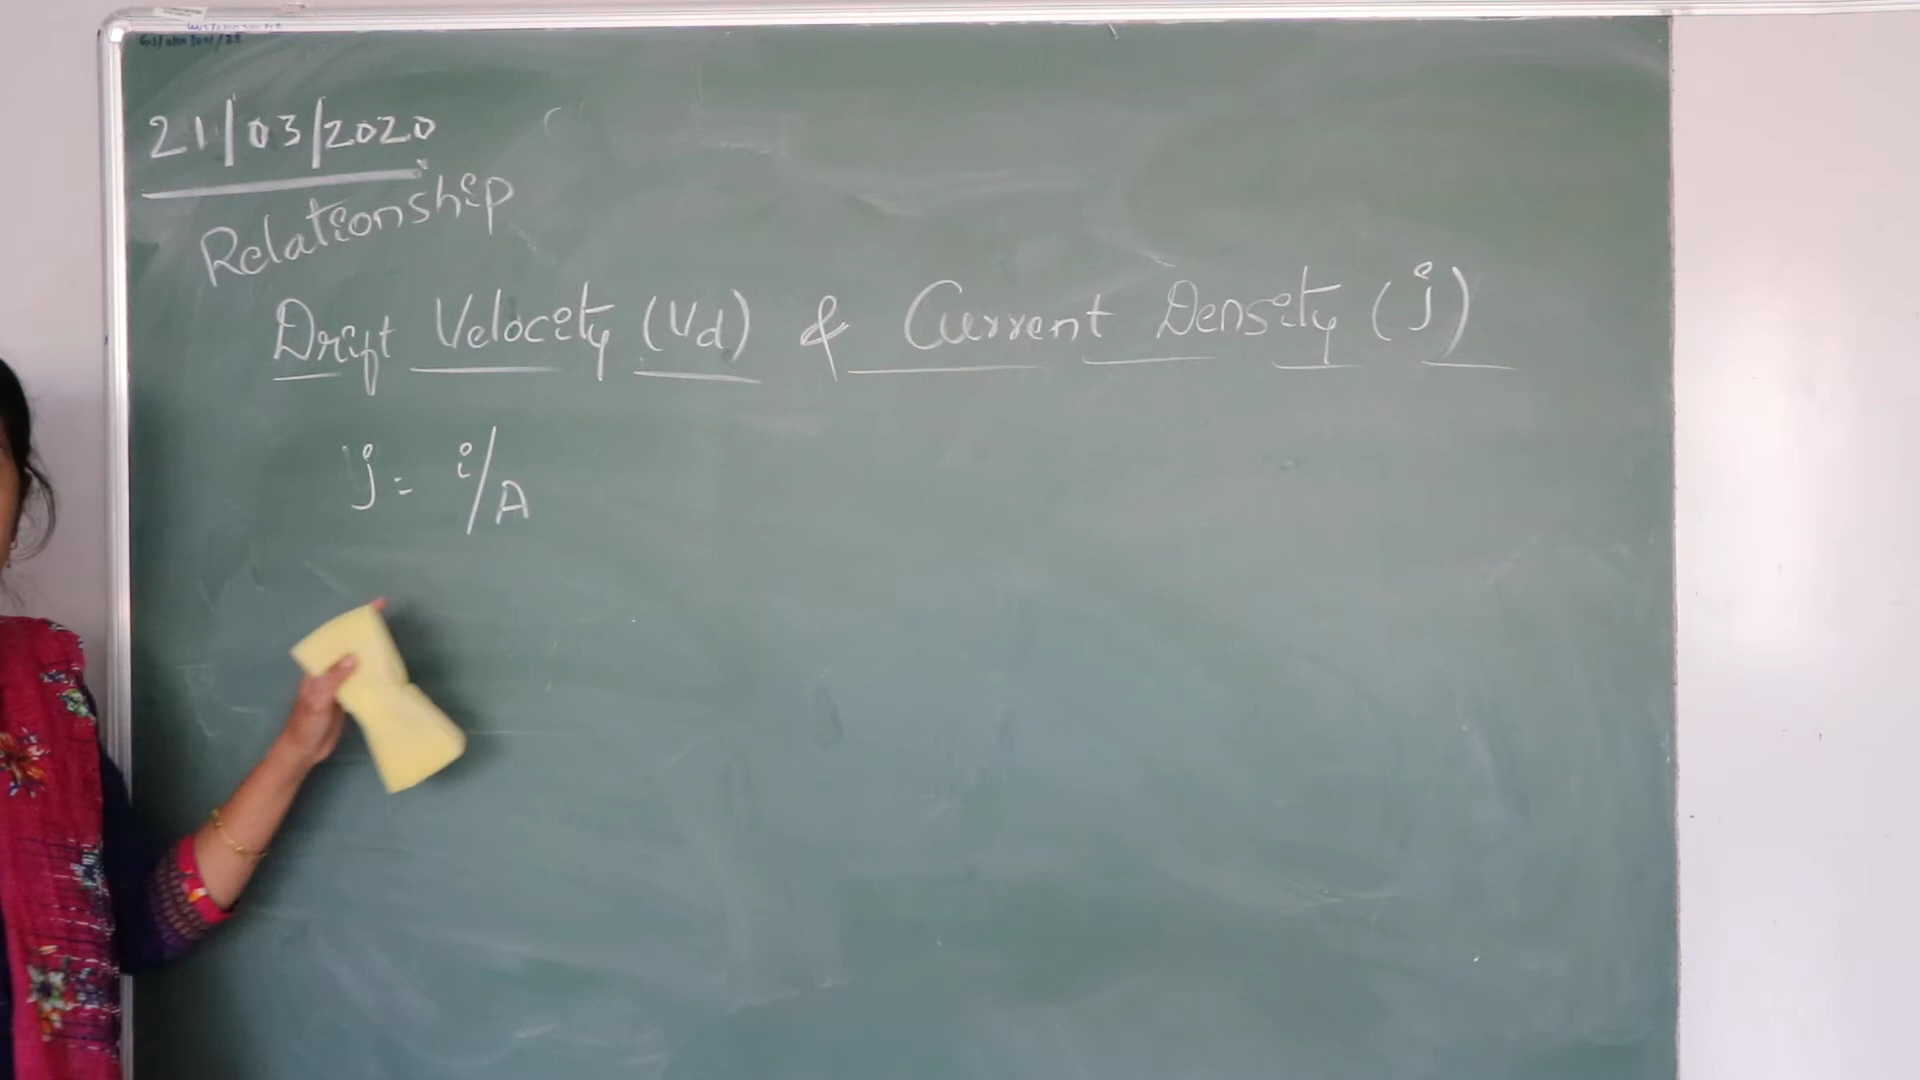 21/03/2020
Relationship
Drift Velocity (Vd) & Current Density (j)
j = i/A